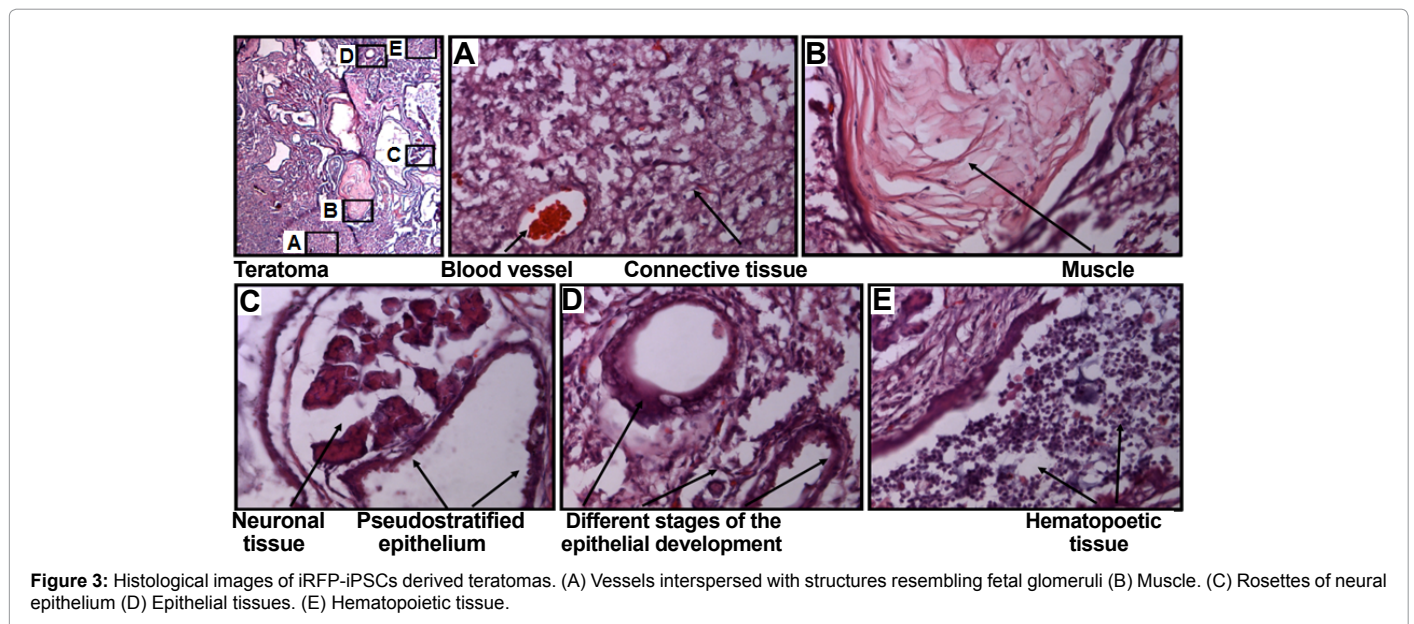 D
E
C
B
A
A
B
Teratoma
Blood vessel
Connective tissue
Muscle
C
D
E
Neuronal
tissue
Pseudostratified
epithelium
Different stages of the
epithelial development
Hematopoetic
tissue
Figure 3: Histological images of iRFP-iPSCs derived teratomas. (A) Vessels interspersed with structures resembling fetal glomeruli (B) Muscle. (C) Rosettes of neural
epithelium (D) Epithelial tissues. (E) Hematopoietic tissue.